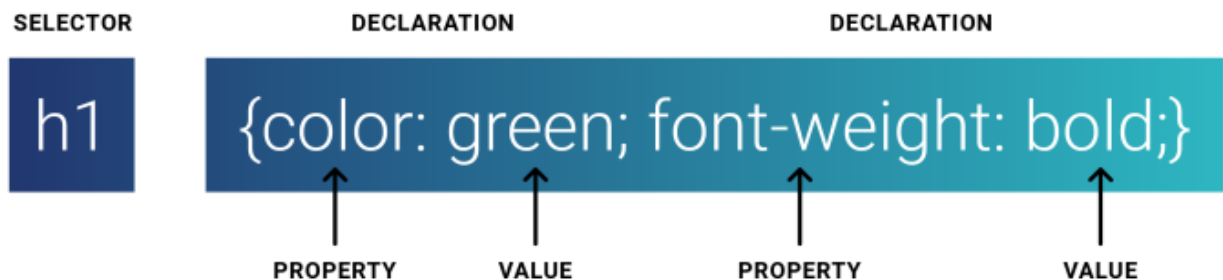 SELECTOR DECLARATION DECLARATION
h1 {color: green; font-weight: bold;}
PROPERTY VALUE PROPERTY VALUE